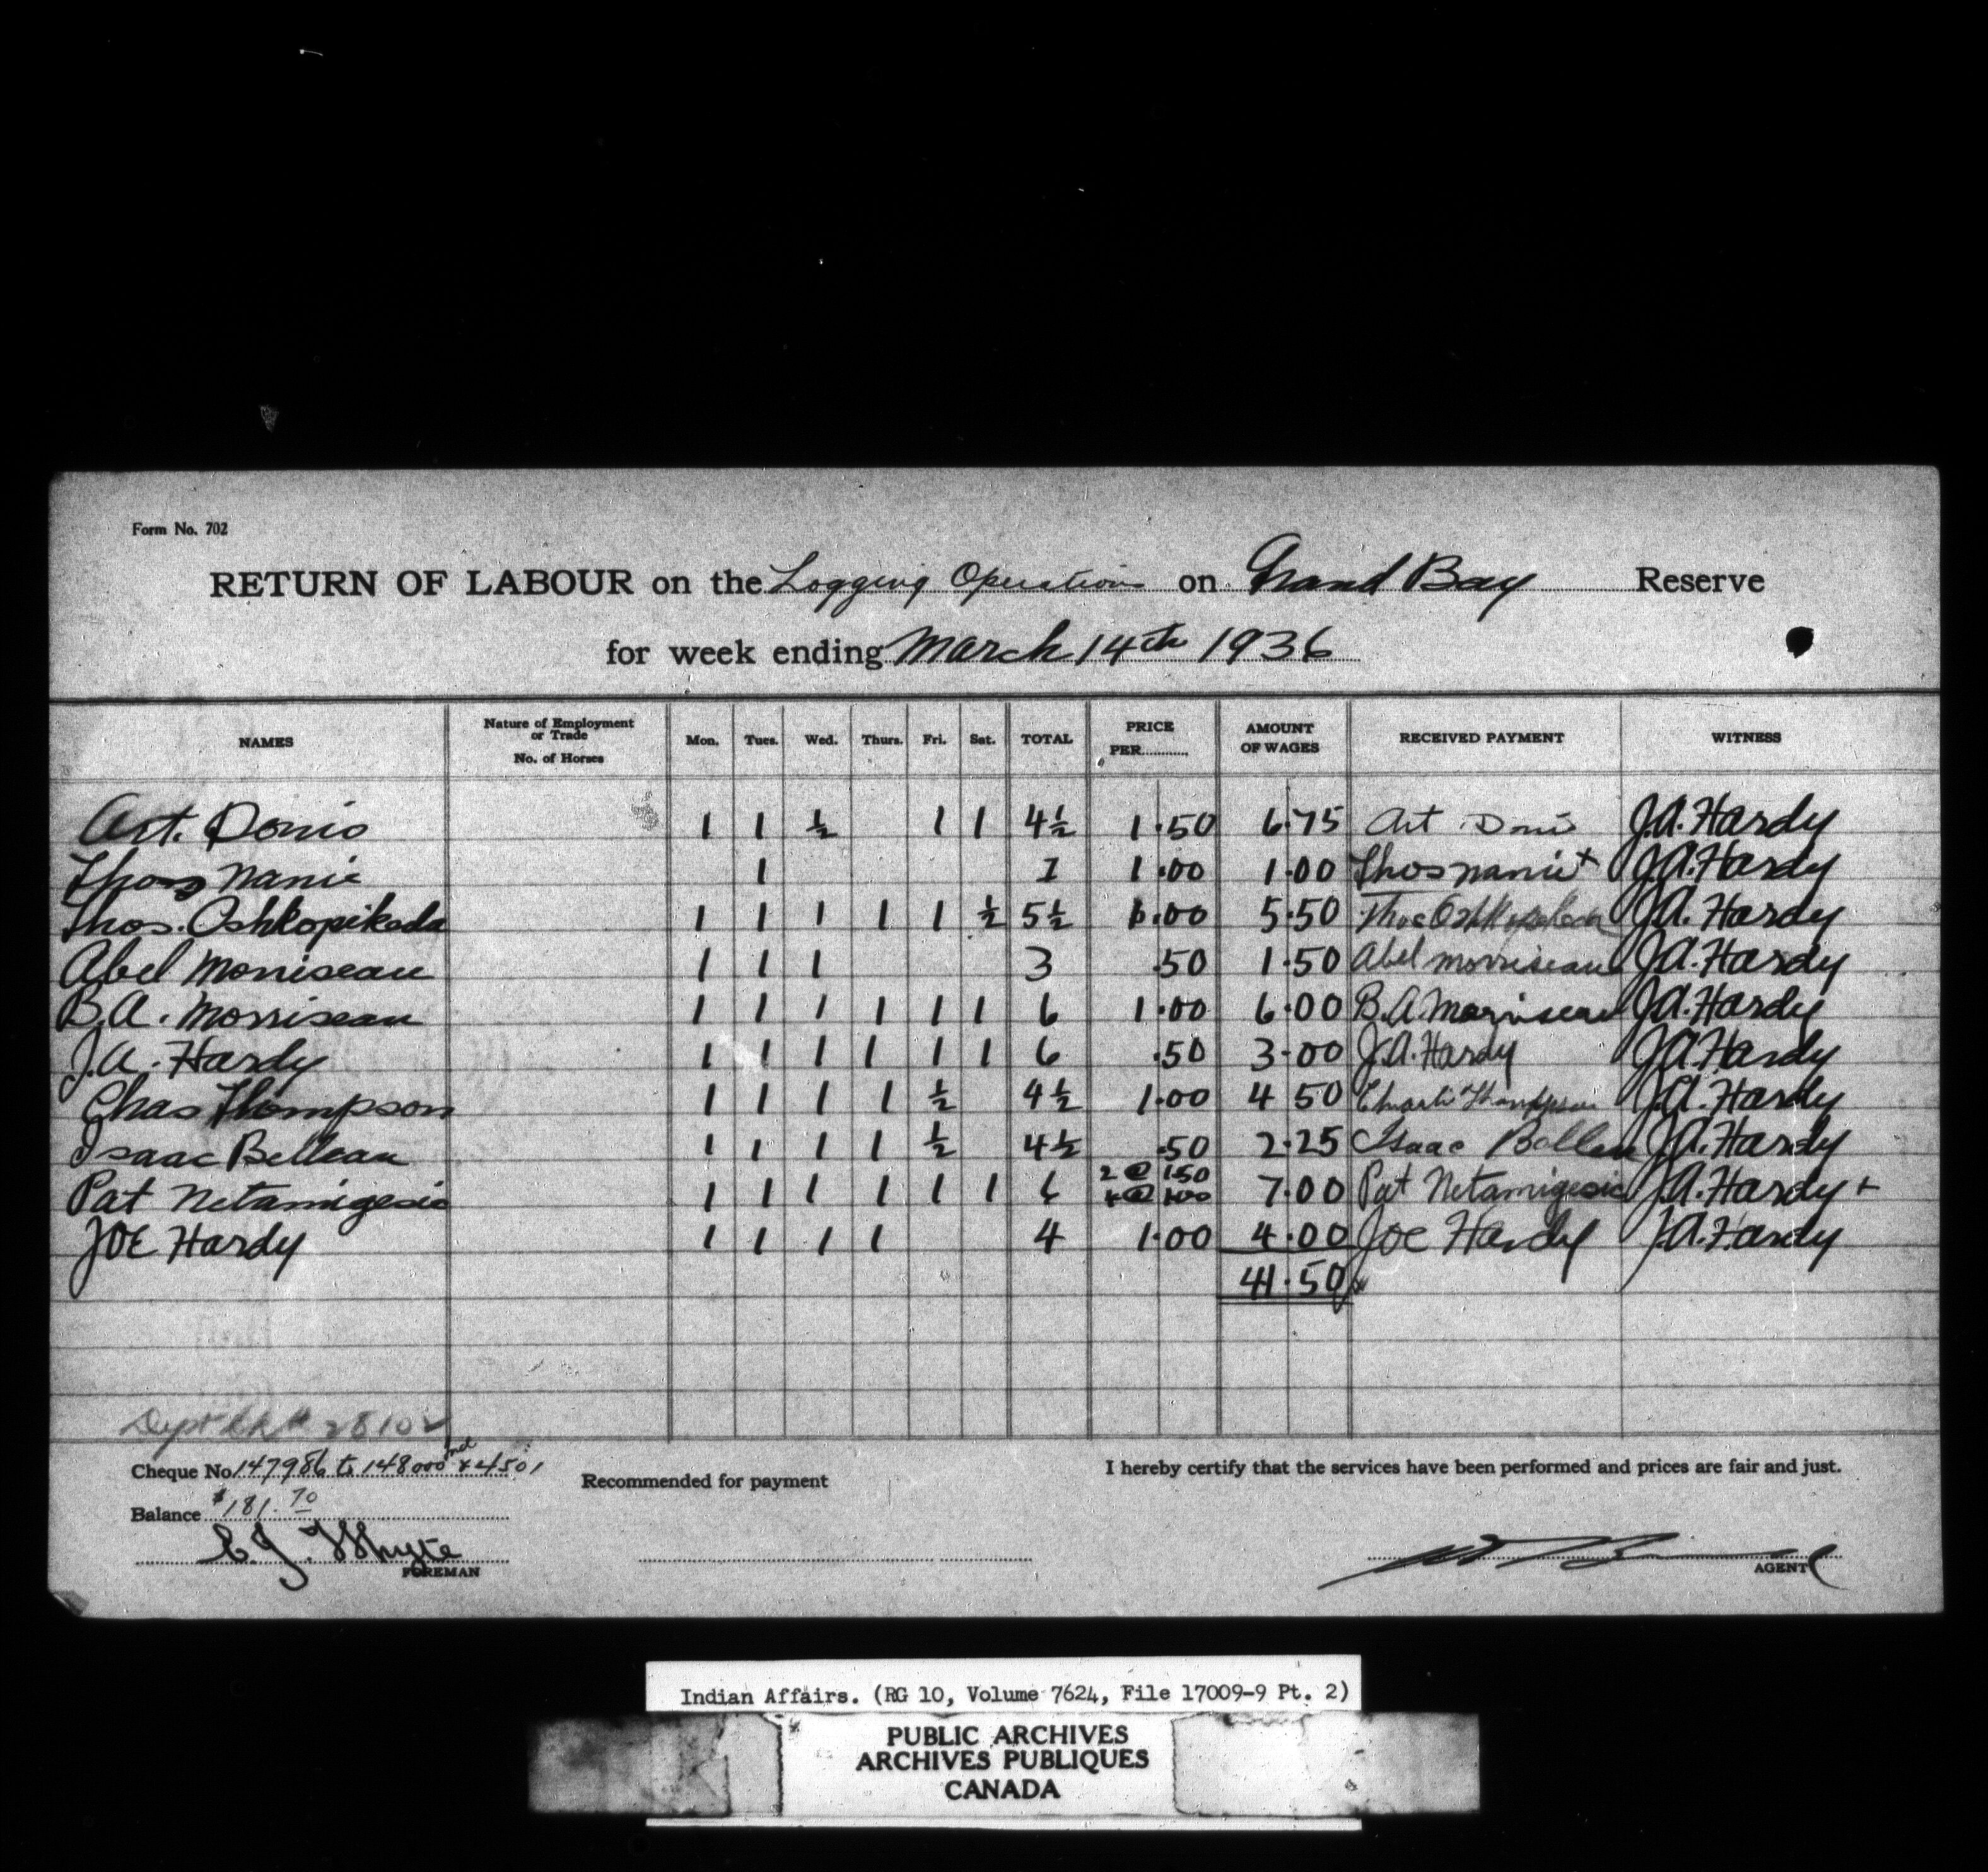 Form No. 702
RETURN OF LABOUR on the Logging Operations on Grand Bay Reserve
for week ending March 14th 1936
NAMES Nature of Employment or Trade No. of Horses Mon. Tues. Wed. Thurs. Fri. Sat. TOTAL PRICE PER AMOUNT OF WAGES RECEIVED PAYMENT WITNESS
Art. Donio 1 1 ½ 1 1 4½ 1.50 6.75 Art Donis J.A. Hardy
Thos Nanie 1 1 1.00 1.00 Thos Nanie + J.A. Hardy
Thos. Oshkopikada 1 1 1 1 1 ½ 5½ 1.00 5.50 Thos J.A. Hardy
Abel Morriseau 1 1 1 3 .50 1.50 Abel Morriseau J.A. Hardy
B.A. Morriseau 1 1 1 1 1 1 6 1.00 6.00 B.A. Morriseau J.A. Hardy
J.A. Hardy 1 1 1 1 1 1 6 .50 3.00 J.A. Hardy J.A. Hardy
Chas Thompson 1 1 1 1 ½ 4½ 1.00 4 50 Charlie Thompson J.A. Hardy
Isaac Belleau 1 1 1 1 ½ 4½ .50 2.25 Isaac Belleau J.A. Hardy
Pat Netamigesic 1 1 1 1 1 1 6 2 @ 1.50 4 @ 1.00 7.00 Pat Netamigesic J.A. Hardy +
Joe Hardy 1 1 1 1 4 1.00 4.00 Joe Hardy J.A. Hardy
41.50
Dept Ck # 28102
Cheque No 147986 to 148000 incl & 4501
Recommended for payment
I hereby certify that the services have been performed and prices are fair and just.
Balance $181.70
C.J. Whyte
FOREMAN
AGENT
Indian Affairs. (RG 10, Volume 7624, File 17009-9 Pt. 2)
PUBLIC ARCHIVES
ARCHIVES PUBLIQUES
CANADA